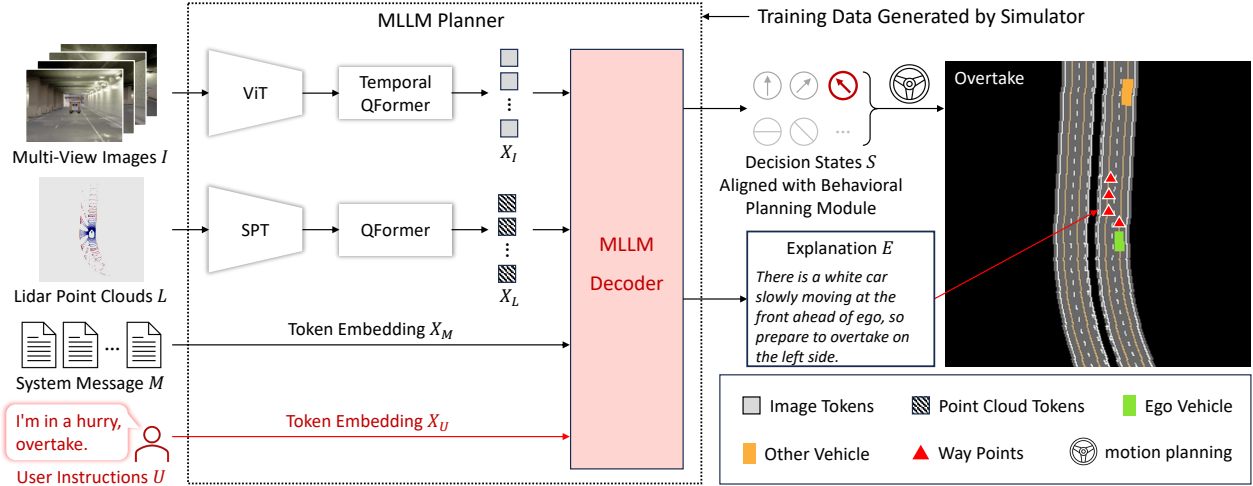 MLLM Planner
Training Data Generated by Simulator
ViT
Temporal
QFormer
X_I
Multi-View Images I
SPT
QFormer
X_L
Lidar Point Clouds L
Token Embedding X_M
System Message M
I'm in a hurry,
overtake.
Token Embedding X_U
User Instructions U
MLLM
Decoder
...
Decision States S
Aligned with Behavioral
Planning Module
Explanation E
There is a white car
slowly moving at the
front ahead of ego, so
prepare to overtake on
the left side.
Overtake
Image Tokens
Point Cloud Tokens
Ego Vehicle
Other Vehicle
Way Points
motion planning